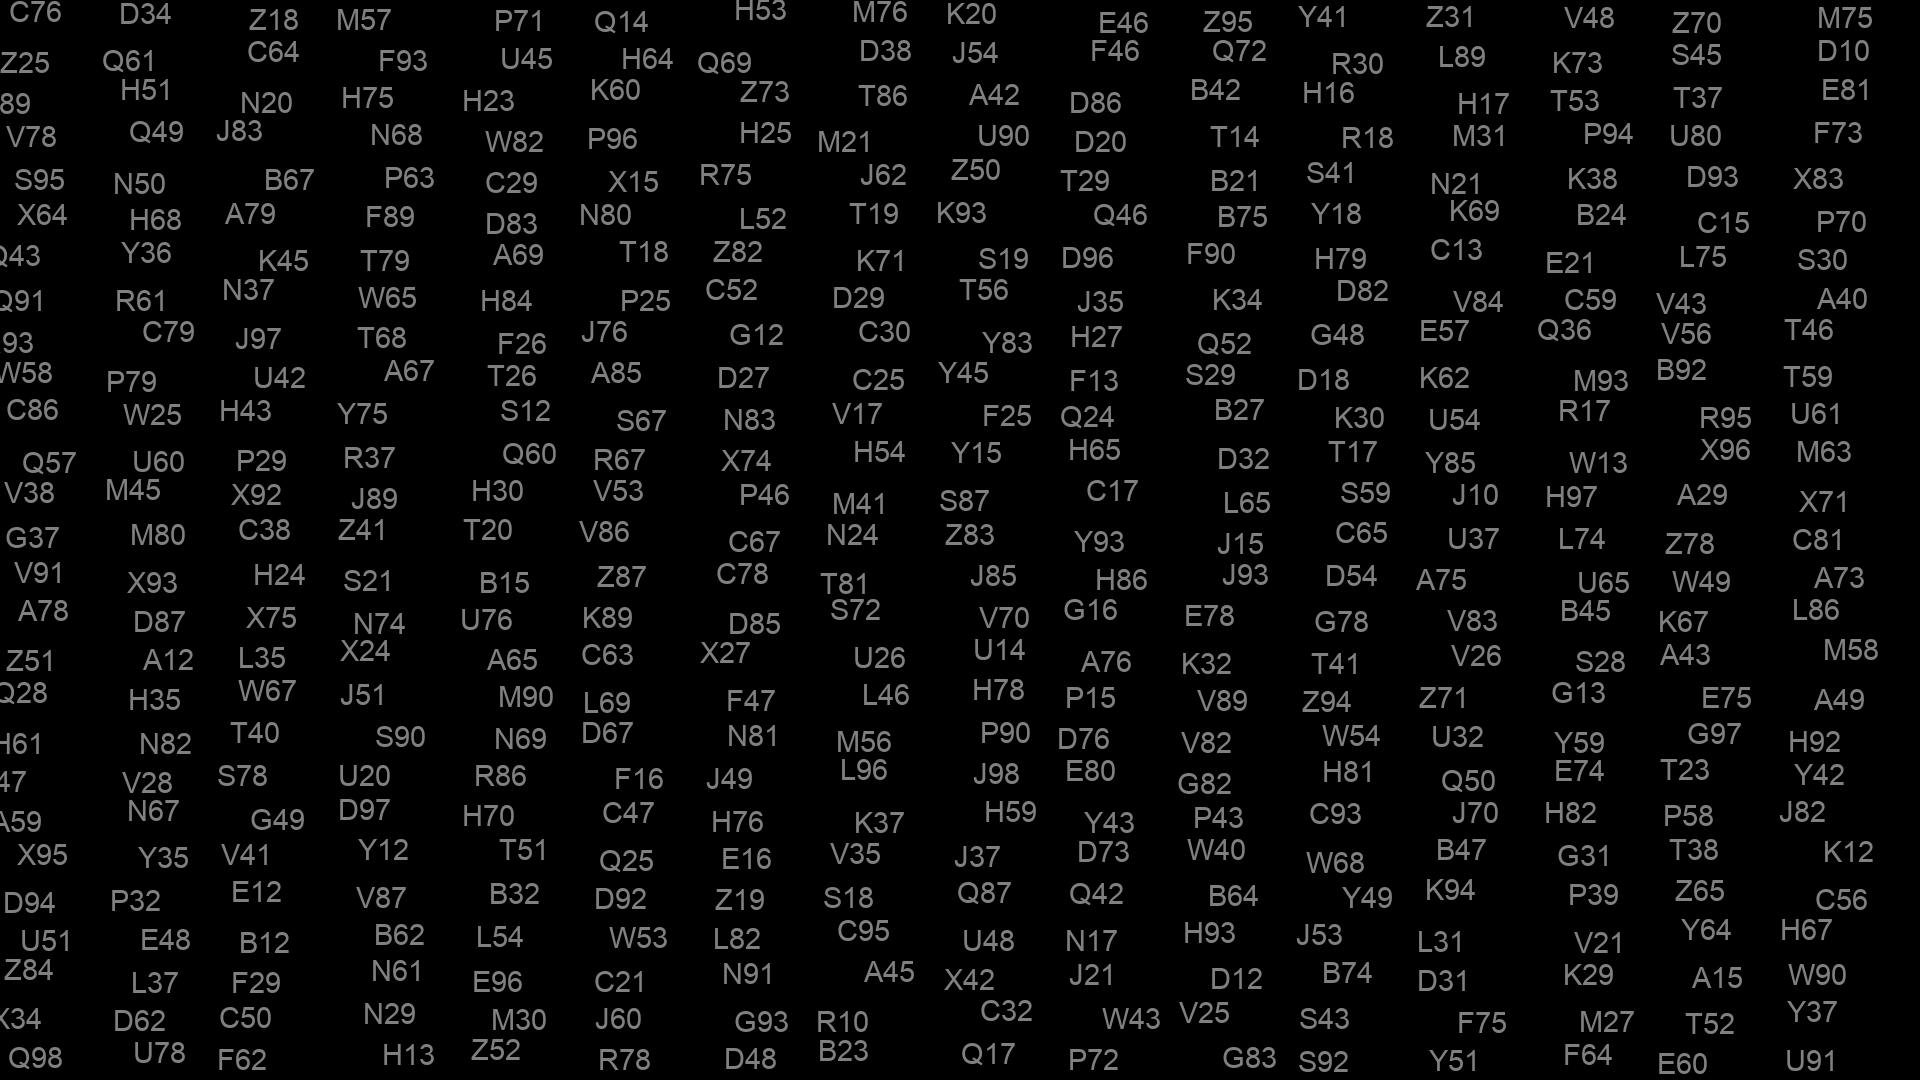 C76 D34 Z18 M57 P71 Q14 H53 M76 K20 E46 Z95 Y41 Z31 V48 Z70 M75
Z25 Q61 C64 F93 U45 H64 Q69 D38 J54 F46 Q72 R30 L89 K73 S45 D10
89 H51 N20 H75 H23 K60 Z73 T86 A42 D86 B42 H16 H17 T53 T37 E81
V78 Q49 J83 N68 W82 P96 H25 M21 U90 D20 T14 R18 M31 P94 U80 F73
S95 N50 B67 P63 C29 X15 R75 J62 Z50 T29 B21 S41 N21 K38 D93 X83
X64 H68 A79 F89 D83 N80 L52 T19 K93 Q46 B75 Y18 K69 B24 C15 P70
Q43 Y36 K45 T79 A69 T18 Z82 K71 S19 D96 F90 H79 C13 E21 L75 S30
Q91 R61 N37 W65 H84 P25 C52 D29 T56 J35 K34 D82 V84 C59 V43 A40
93 C79 J97 T68 F26 J76 G12 C30 Y83 H27 Q52 G48 E57 Q36 V56 T46
W58 P79 U42 A67 T26 A85 D27 C25 Y45 F13 S29 D18 K62 M93 B92 T59
C86 W25 H43 Y75 S12 S67 N83 V17 F25 Q24 B27 K30 U54 R17 R95 U61
Q57 U60 P29 R37 Q60 R67 X74 H54 Y15 H65 D32 T17 Y85 W13 X96 M63
V38 M45 X92 J89 H30 V53 P46 M41 S87 C17 L65 S59 J10 H97 A29 X71
G37 M80 C38 Z41 T20 V86 C67 N24 Z83 Y93 J15 C65 U37 L74 Z78 C81
V91 X93 H24 S21 B15 Z87 C78 T81 J85 H86 J93 D54 A75 U65 W49 A73
A78 D87 X75 N74 U76 K89 D85 S72 V70 G16 E78 G78 V83 B45 K67 L86
Z51 A12 L35 X24 A65 C63 X27 U26 U14 A76 K32 T41 V26 S28 A43 M58
Q28 H35 W67 J51 M90 L69 F47 L46 H78 P15 V89 Z94 Z71 G13 E75 A49
H61 N82 T40 S90 N69 D67 N81 M56 P90 D76 V82 W54 U32 Y59 G97 H92
47 V28 S78 U20 R86 F16 J49 L96 J98 E80 G82 H81 Q50 E74 T23 Y42
A59 N67 G49 D97 H70 C47 H76 K37 H59 Y43 P43 C93 J70 H82 P58 J82
X95 Y35 V41 Y12 T51 Q25 E16 V35 J37 D73 W40 W68 B47 G31 T38 K12
D94 P32 E12 V87 B32 D92 Z19 S18 Q87 Q42 B64 Y49 K94 P39 Z65 C56
U51 E48 B12 B62 L54 W53 L82 C95 U48 N17 H93 J53 L31 V21 Y64 H67
Z84 L37 F29 N61 E96 C21 N91 A45 X42 J21 D12 B74 D31 K29 A15 W90
X34 D62 C50 N29 M30 J60 G93 R10 C32 W43 V25 S43 F75 M27 T52 Y37
Q98 U78 F62 H13 Z52 R78 D48 B23 Q17 P72 G83 S92 Y51 F64 E60 U91